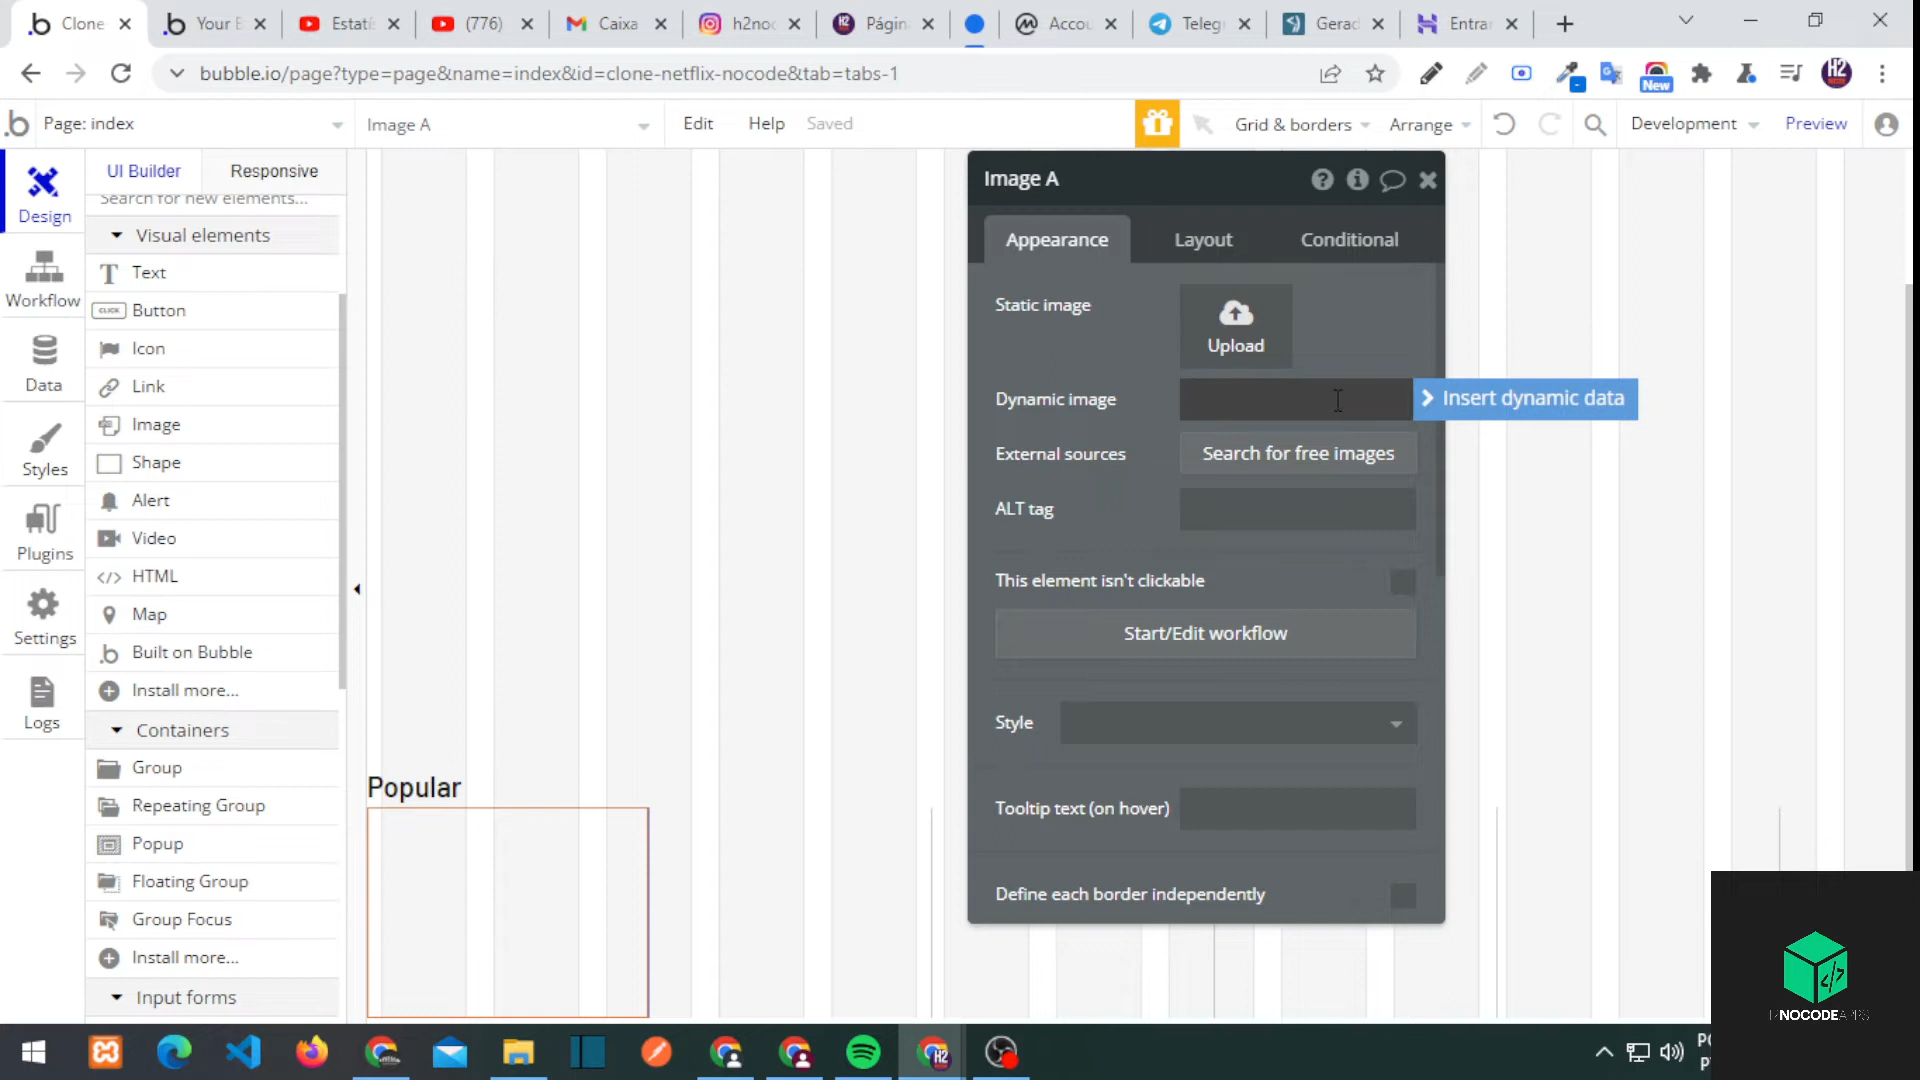 Clone
Your B
Estatís
(776)
Caixa
h2noc
Página
Accou
Telegr
Gerad
Entrar
bubble.io/page?type=page&name=index&id=clone-netflix-nocode&tab=tabs-1
New
H2
Page: index
Image A
Edit
Help
Saved
Grid & borders
Arrange
Development
Preview
UI Builder
Responsive
Search for new elements...
Design
Workflow
Data
Styles
Plugins
Settings
Logs
Visual elements
Text
CLICK
Button
Icon
Link
Image
Shape
Alert
Video
HTML
Map
Built on Bubble
Install more...
Containers
Group
Repeating Group
Popup
Floating Group
Group Focus
Install more...
Input forms
Popular
Image A
Appearance
Layout
Conditional
Static image
Upload
Dynamic image
Insert dynamic data
External sources
Search for free images
ALT tag
This element isn't clickable
Start/Edit workflow
Style
Tooltip text (on hover)
Define each border independently
NOCODE